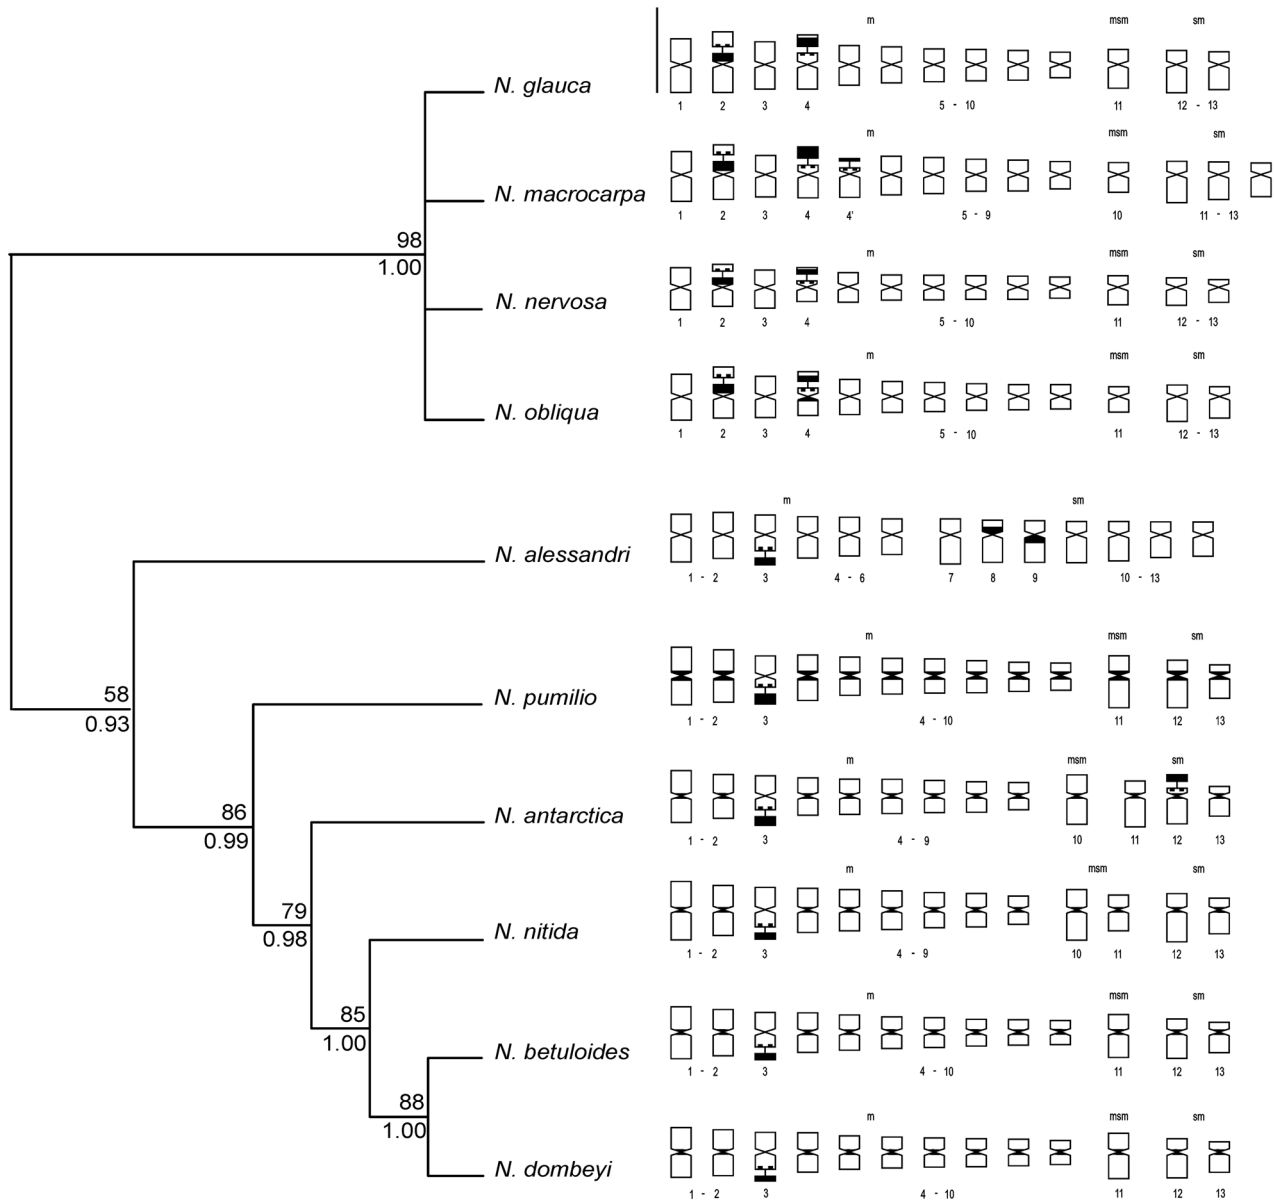 m msm sm
N. glauca
1 2 3 4 5 - 10 11 12 - 13
m msm sm
N. macrocarpa
1 2 3 4 4' 5 - 9 10 11 - 13
98
1.00
m msm sm
N. nervosa
1 2 3 4 5 - 10 11 12 - 13
m msm sm
N. obliqua
1 2 3 4 5 - 10 11 12 - 13
m sm
N. alessandri
1 - 2 3 4 - 6 7 8 9 10 - 13
m msm sm
58
0.93
N. pumilio
1 - 2 3 4 - 10 11 12 13
m msm sm
86
0.99
N. antarctica
1 - 2 3 4 - 9 10 11 12 13
m msm sm
79
0.98
N. nitida
1 - 2 3 4 - 9 10 11 12 13
m msm sm
85
1.00
N. betuloides
1 - 2 3 4 - 10 11 12 13
88
1.00
m msm sm
N. dombeyi
1 - 2 3 4 - 10 11 12 13